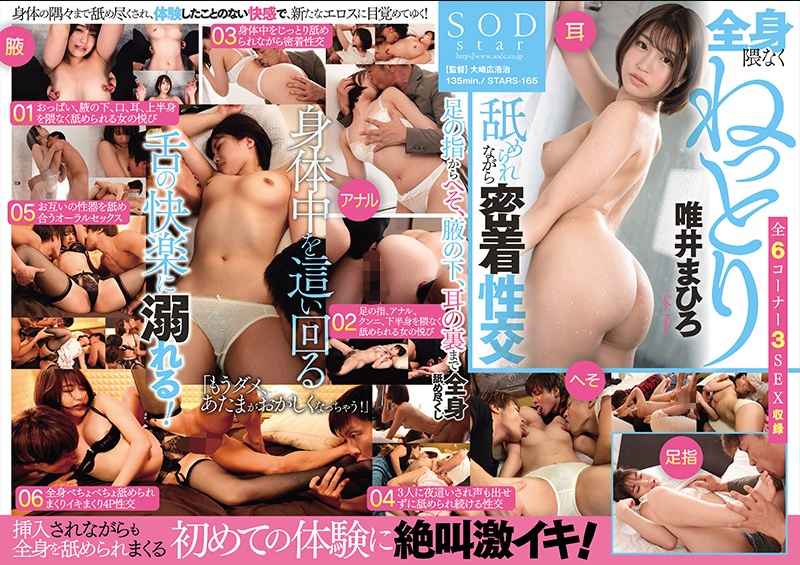 身体の隅々まで舐め尽くされ、体験したことのない快感で、新たなエロスに目覚めてゆく!
腋
03 身体中をじっとり舐められながら密着性交
01 おっぱい、腋の下、口、耳、上半身を隈なく舐められる女の悦び
05 お互いの性器を舐め合うオーラルセックス
舌の快楽に溺れる!
身体中を這い回る
アナル
02 足の指、アナル、クンニ、下半身を隈なく舐められる女の悦び
足の指からへそ、腋の下、耳の裏まで全身舐め尽くし
「もうダメ、
あたまがおかしくなっちゃう!」
06 全身べちょべちょ舐められまくりイキまくり4P性交
04 3人に夜這いされ声も出せずに舐められ続ける性交
挿入されながらも
全身を舐められまくる
初めての体験に絶叫激イキ!
SOD
star
http://www.sod.co.jp
135min./ STARS-165
耳
全身隈なく
ねっとり
舐められながら
密着性交
唯井まひろ
全6コーナー3SEX収録
へそ
足指